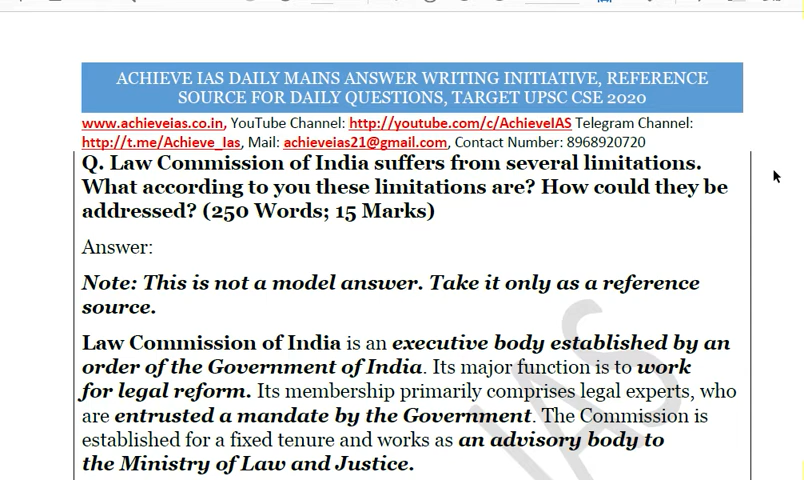 ACHIEVE IAS DAILY MAINS ANSWER WRITING INITIATIVE, REFERENCE
SOURCE FOR DAILY QUESTIONS, TARGET UPSC CSE 2020
www.achieveias.co.in, YouTube Channel: http://youtube.com/c/AchieveIAS Telegram Channel:
http://t.me/Achieve_Ias, Mail: achieveias21@gmail.com, Contact Number: 8968920720
Q. Law Commission of India suffers from several limitations.
What according to you these limitations are? How could they be
addressed? (250 Words; 15 Marks)
Answer:
Note: This is not a model answer. Take it only as a reference
source.
Law Commission of India is an executive body established by an
order of the Government of India. Its major function is to work
for legal reform. Its membership primarily comprises legal experts, who
are entrusted a mandate by the Government. The Commission is
established for a fixed tenure and works as an advisory body to
the Ministry of Law and Justice.
IAS